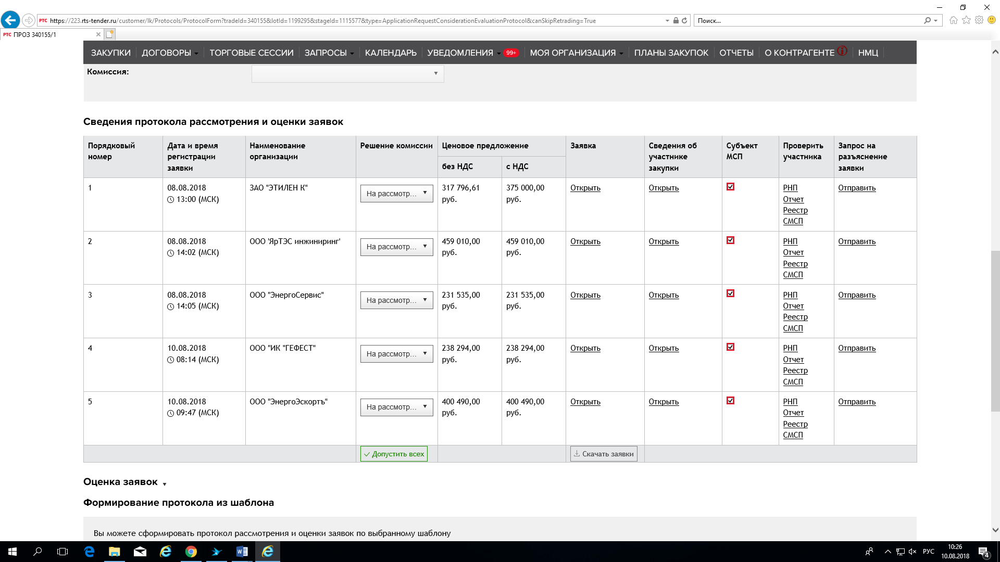 https://223.rts-tender.ru/customer/lk/Protocols/ProtocolForm?tradeId=340155&lotId=1199295&stageId=1115577&type=ApplicationRequestConsiderationEvaluationProtocol&canSkipRetrading=True
Поиск...
РТС ПРОЗ 340155/1
ЗАКУПКИ ДОГОВОРЫ ТОРГОВЫЕ СЕССИИ ЗАПРОСЫ КАЛЕНДАРЬ УВЕДОМЛЕНИЯ 99+ МОЯ ОРГАНИЗАЦИЯ ПЛАНЫ ЗАКУПОК ОТЧЕТЫ О КОНТРАГЕНТЕ НМЦ
Комиссия:
Сведения протокола рассмотрения и оценки заявок
Порядковый номер
Дата и время регистрации заявки
Наименование организации
Решение комиссии
Ценовое предложение
без НДС
с НДС
Заявка
Сведения об участнике закупки
Субъект МСП
Проверить участника
Запрос на разъяснение заявки
1
08.08.2018
13:00 (МСК)
ЗАО "ЭТИЛЕН К"
На рассмотр...
317 796,61 руб.
375 000,00 руб.
Открыть
Открыть
РНП
Отчет
Реестр
СМСП
Отправить
2
08.08.2018
14:02 (МСК)
ООО 'ЯрТЭС инжиниринг'
На рассмотр...
459 010,00 руб.
459 010,00 руб.
Открыть
Открыть
РНП
Отчет
Реестр
СМСП
Отправить
3
08.08.2018
14:05 (МСК)
ООО "ЭнергоСервис"
На рассмотр...
231 535,00 руб.
231 535,00 руб.
Открыть
Открыть
РНП
Отчет
Реестр
СМСП
Отправить
4
10.08.2018
08:14 (МСК)
ООО "ИК "ГЕФЕСТ"
На рассмотр...
238 294,00 руб.
238 294,00 руб.
Открыть
Открыть
РНП
Отчет
Реестр
СМСП
Отправить
5
10.08.2018
09:47 (МСК)
ООО "ЭнергоЭскортъ"
На рассмотр...
400 490,00 руб.
400 490,00 руб.
Открыть
Открыть
РНП
Отчет
Реестр
СМСП
Отправить
Допустить всех
Скачать заявки
Оценка заявок
Формирование протокола из шаблона
Вы можете сформировать протокол рассмотрения и оценки заявок по выбранному шаблону
РУС
10:26
10.08.2018
4